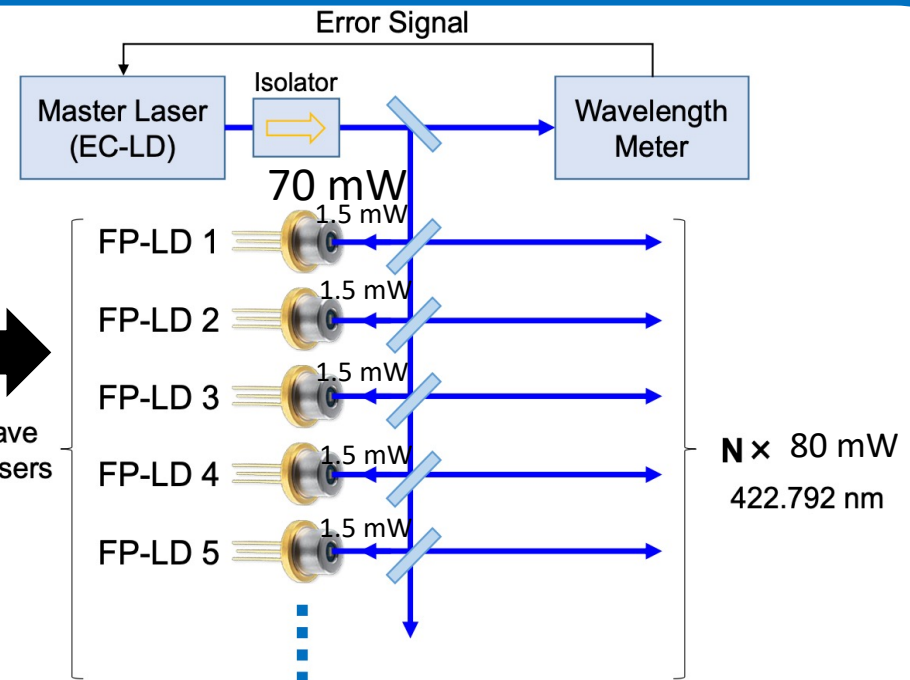 Error Signal
Master Laser
(EC-LD)
Isolator
Wavelength
Meter
70 mW
1.5 mW
FP-LD 1
1.5 mW
FP-LD 2
1.5 mW
FP-LD 3
1.5 mW
FP-LD 4
1.5 mW
FP-LD 5
ave
sers
N × 80 mW
422.792 nm